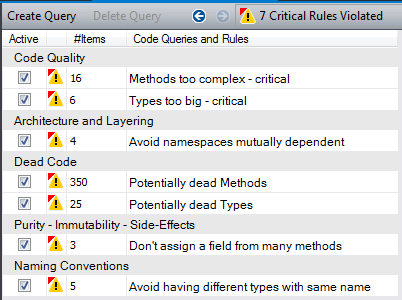 Create Query Delete Query 7 Critical Rules Violated
Active #Items Code Queries and Rules
Code Quality
16 Methods too complex - critical
6 Types too big - critical
Architecture and Layering
4 Avoid namespaces mutually dependent
Dead Code
350 Potentially dead Methods
25 Potentially dead Types
Purity - Immutability - Side-Effects
3 Don't assign a field from many methods
Naming Conventions
5 Avoid having different types with same name